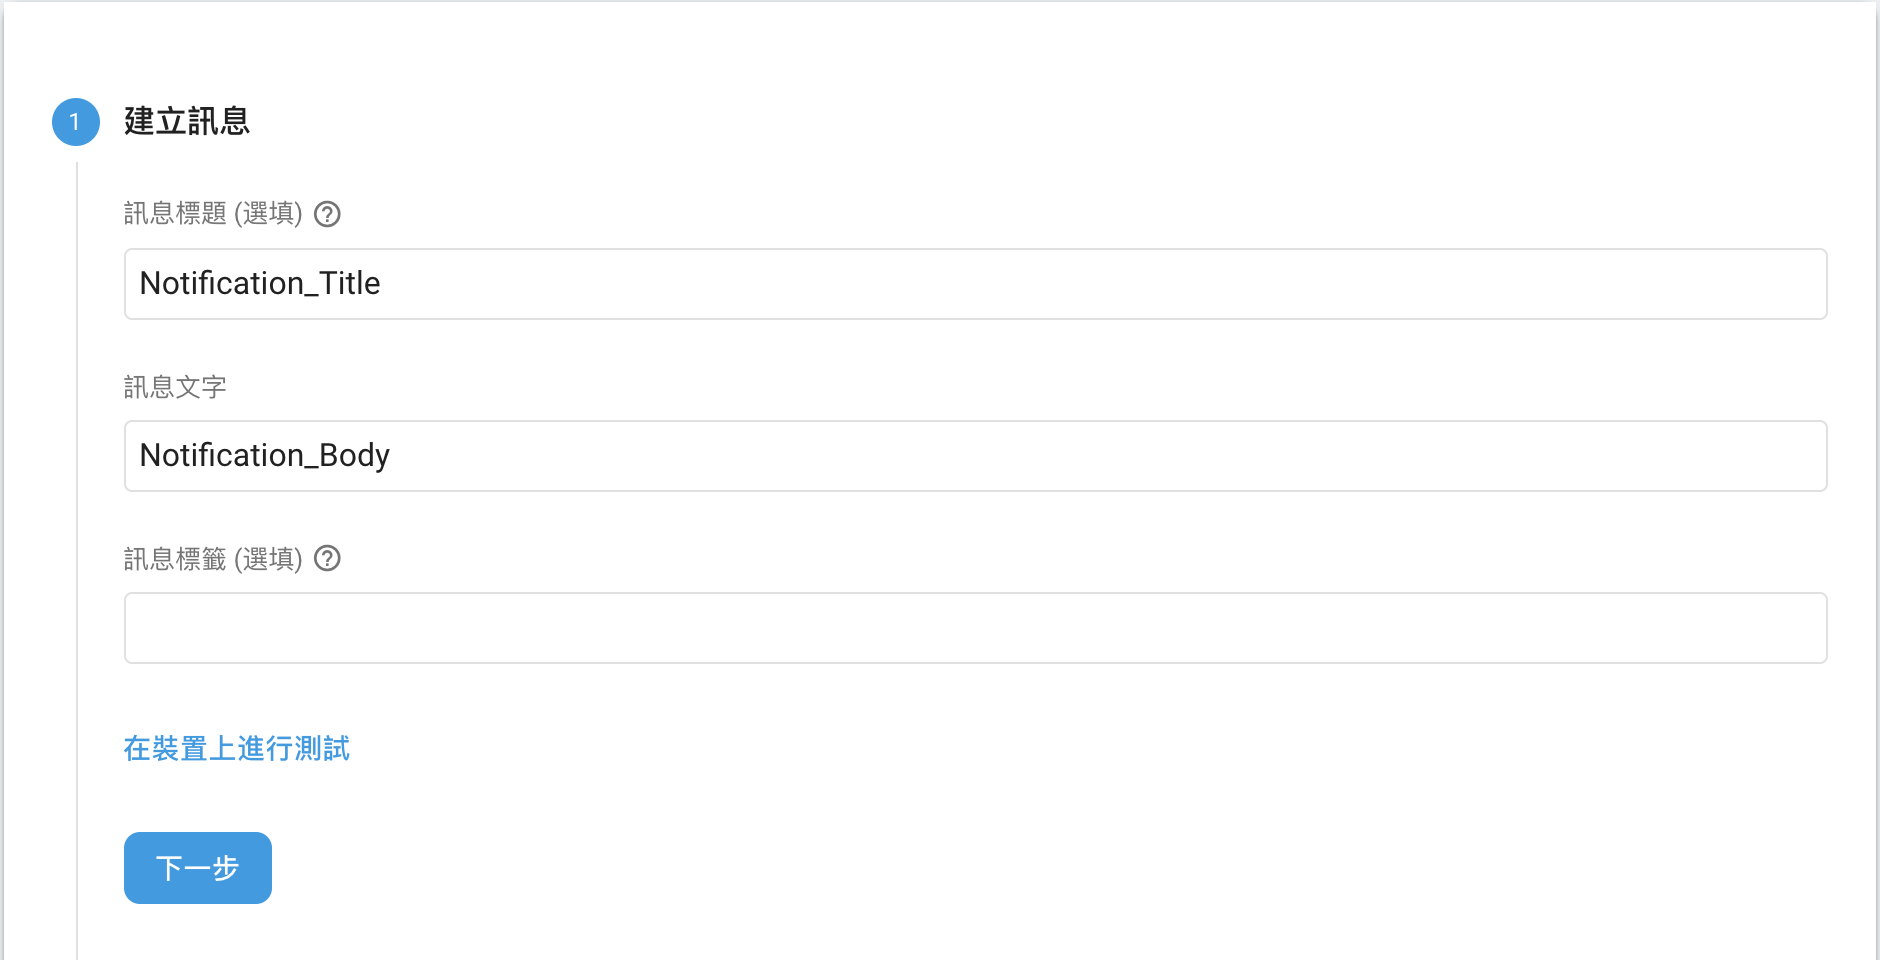 1 建立訊息
訊息標題 (選填) ?
Notification_Title
訊息文字
Notification_Body
訊息標籤 (選填) ?
在裝置上進行測試
下一步